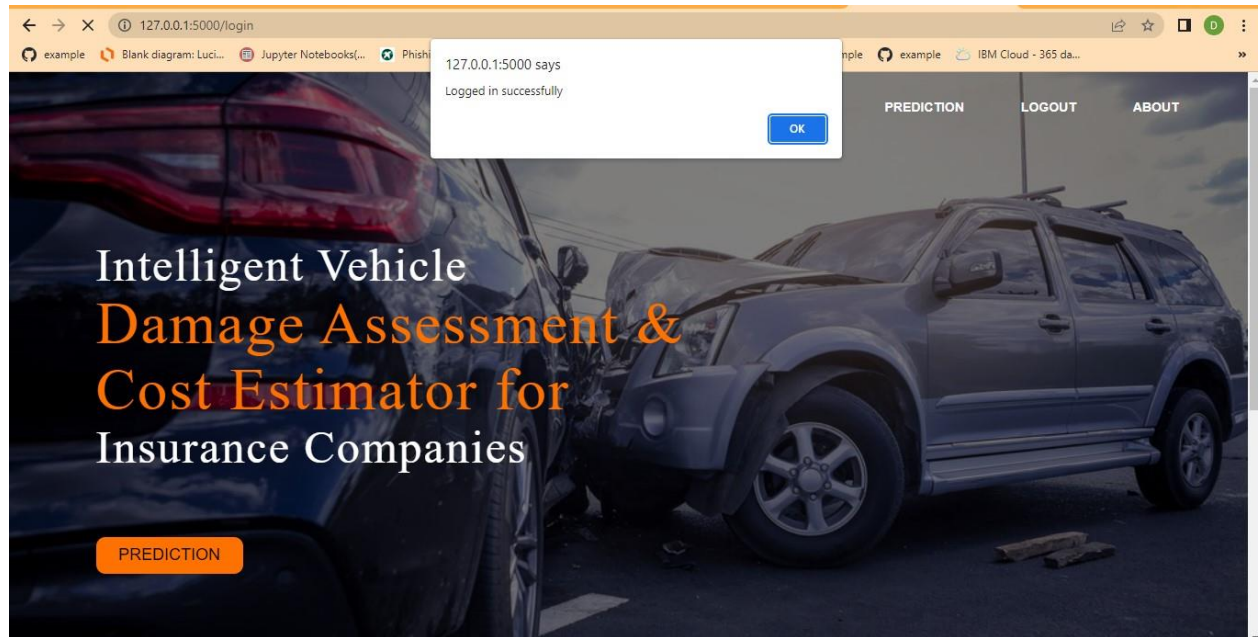 127.0.0.1:5000/login
D
example
Blank diagram: Luci...
Jupyter Notebooks(...
Phishi
example
IBM Cloud - 365 da...
»
127.0.0.1:5000 says
Logged in successfully
OK
PREDICTION LOGOUT ABOUT
Intelligent Vehicle
Damage Assessment &
Cost Estimator for
Insurance Companies
PREDICTION